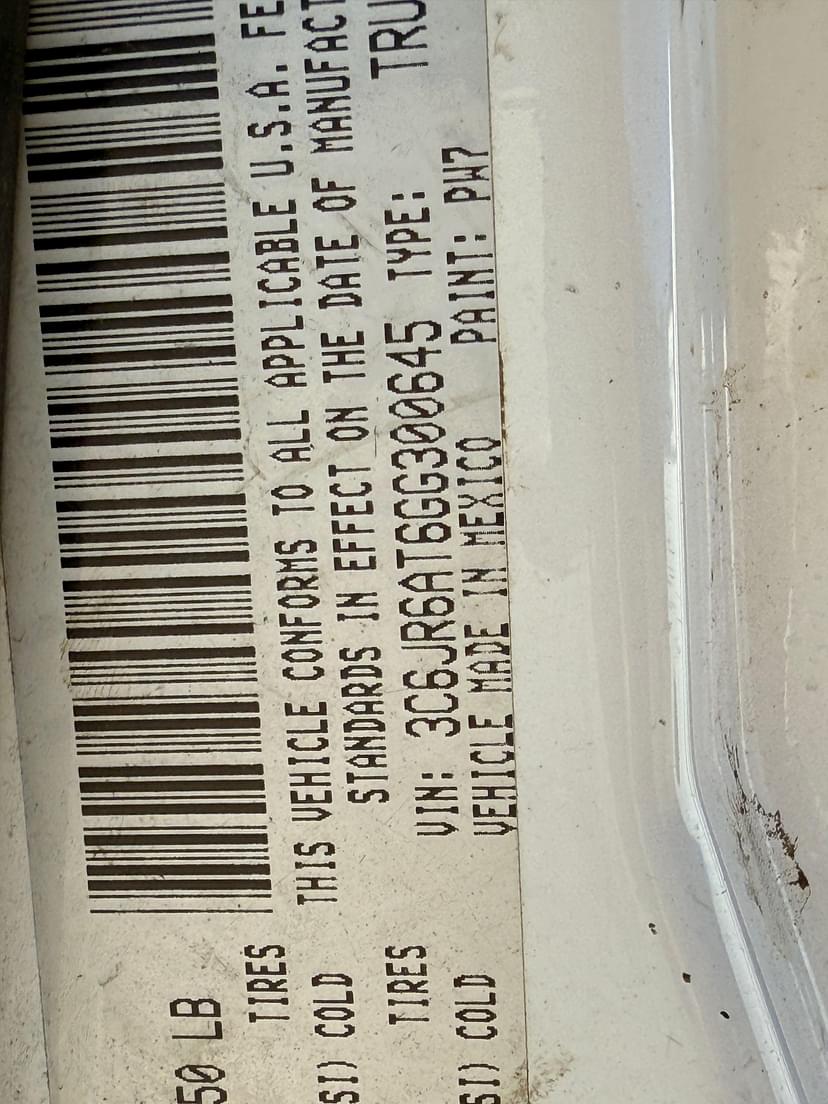 50 LB
TIRES
SI) COLD
TIRES
SI) COLD
THIS VEHICLE CONFORMS TO ALL APPLICABLE U.S.A. FE
STANDARDS IN EFFECT ON THE DATE OF MANUFACT
VIN: 3C6JR6AT6GG300645 TYPE: TRU
VEHICLE MADE IN MEXICO PAINT: PW7